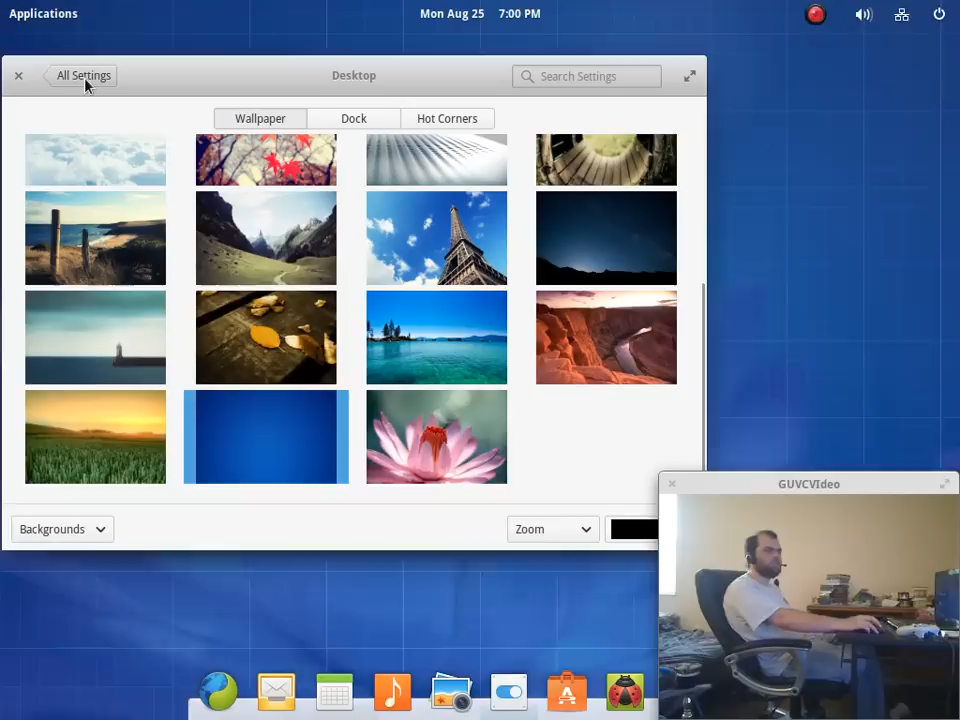 Applications
Mon Aug 25 7:00 PM
All Settings
Desktop
Search Settings
Wallpaper
Dock
Hot Corners
Backgrounds
Zoom
GUVCVIdeo